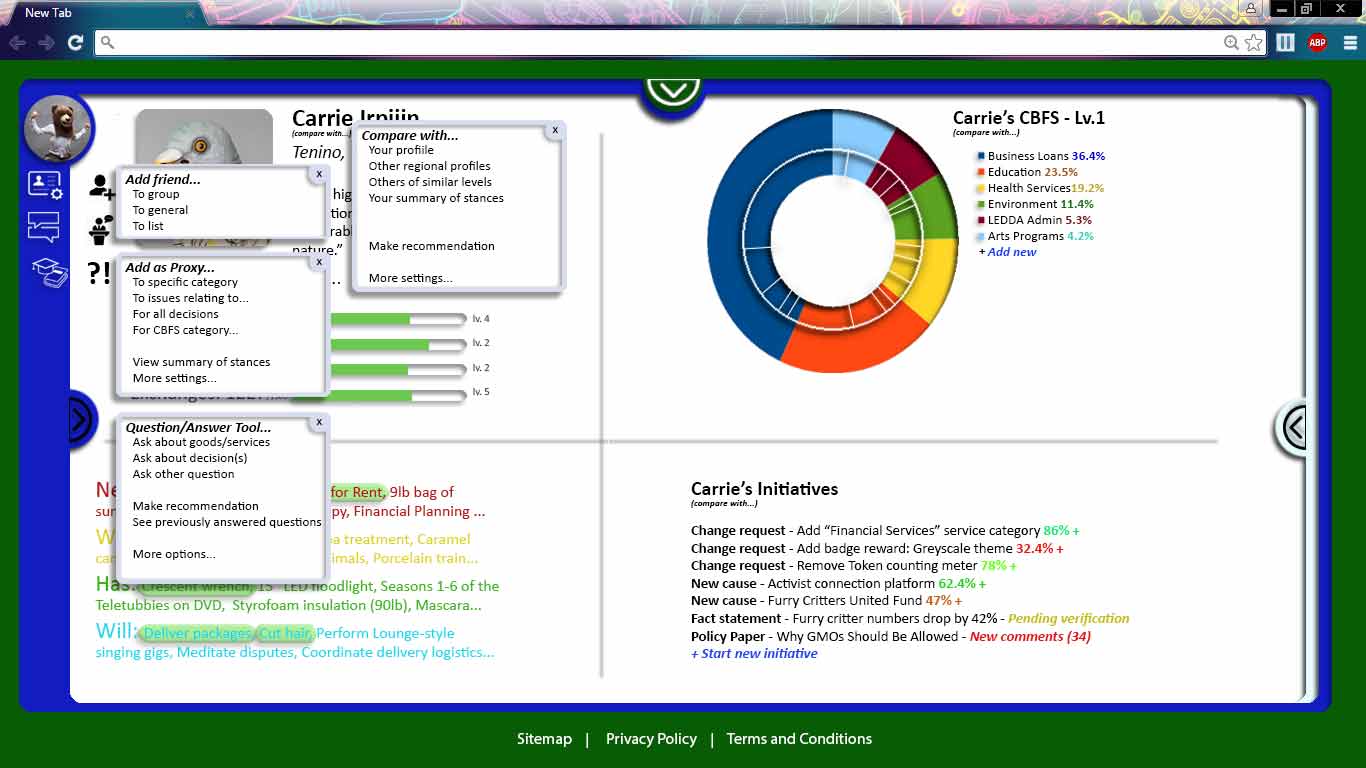 New Tab
ABP
Carrie Irpijin
(compare with...)
Tenino,
nature."
Compare with... x
Your profiile
Other regional profiles
Others of similar levels
Your summary of stances
Make recommendation
More settings...
Add friend... x
To group
To general
To list
?!
Add as Proxy... x
To specific category
To issues relating to...
For all decisions
For CBFS category...
View summary of stances
More settings...
lv. 4
lv. 2
lv. 2
lv. 5
Question/Answer Tool... x
Ask about goods/services
Ask about decision(s)
Ask other question
Make recommendation
See previously answered questions
More options...
for Rent, 9lb bag of
Financial Planning ...
treatment, Caramel
Porcelain train...
Has: Crescent wrench, 15" LED floodlight, Seasons 1-6 of the
Teletubbies on DVD, Styrofoam insulation (90lb), Mascara...
Will: Deliver packages, Cut hair, Perform Lounge-style
singing gigs, Meditate disputes, Coordinate delivery logistics...
Carrie's CBFS - Lv.1
(compare with...)
Business Loans 36.4%
Education 23.5%
Health Services19.2%
Environment 11.4%
LEDDA Admin 5.3%
Arts Programs 4.2%
+ Add new
Carrie's Initiatives
(compare with...)
Change request - Add "Financial Services" service category 86% +
Change request - Add badge reward: Greyscale theme 32.4% +
Change request - Remove Token counting meter 78% +
New cause - Activist connection platform 62.4% +
New cause - Furry Critters United Fund 47% +
Fact statement - Furry critter numbers drop by 42% - Pending verification
Policy Paper - Why GMOs Should Be Allowed - New comments (34)
+ Start new initiative
Sitemap | Privacy Policy | Terms and Conditions